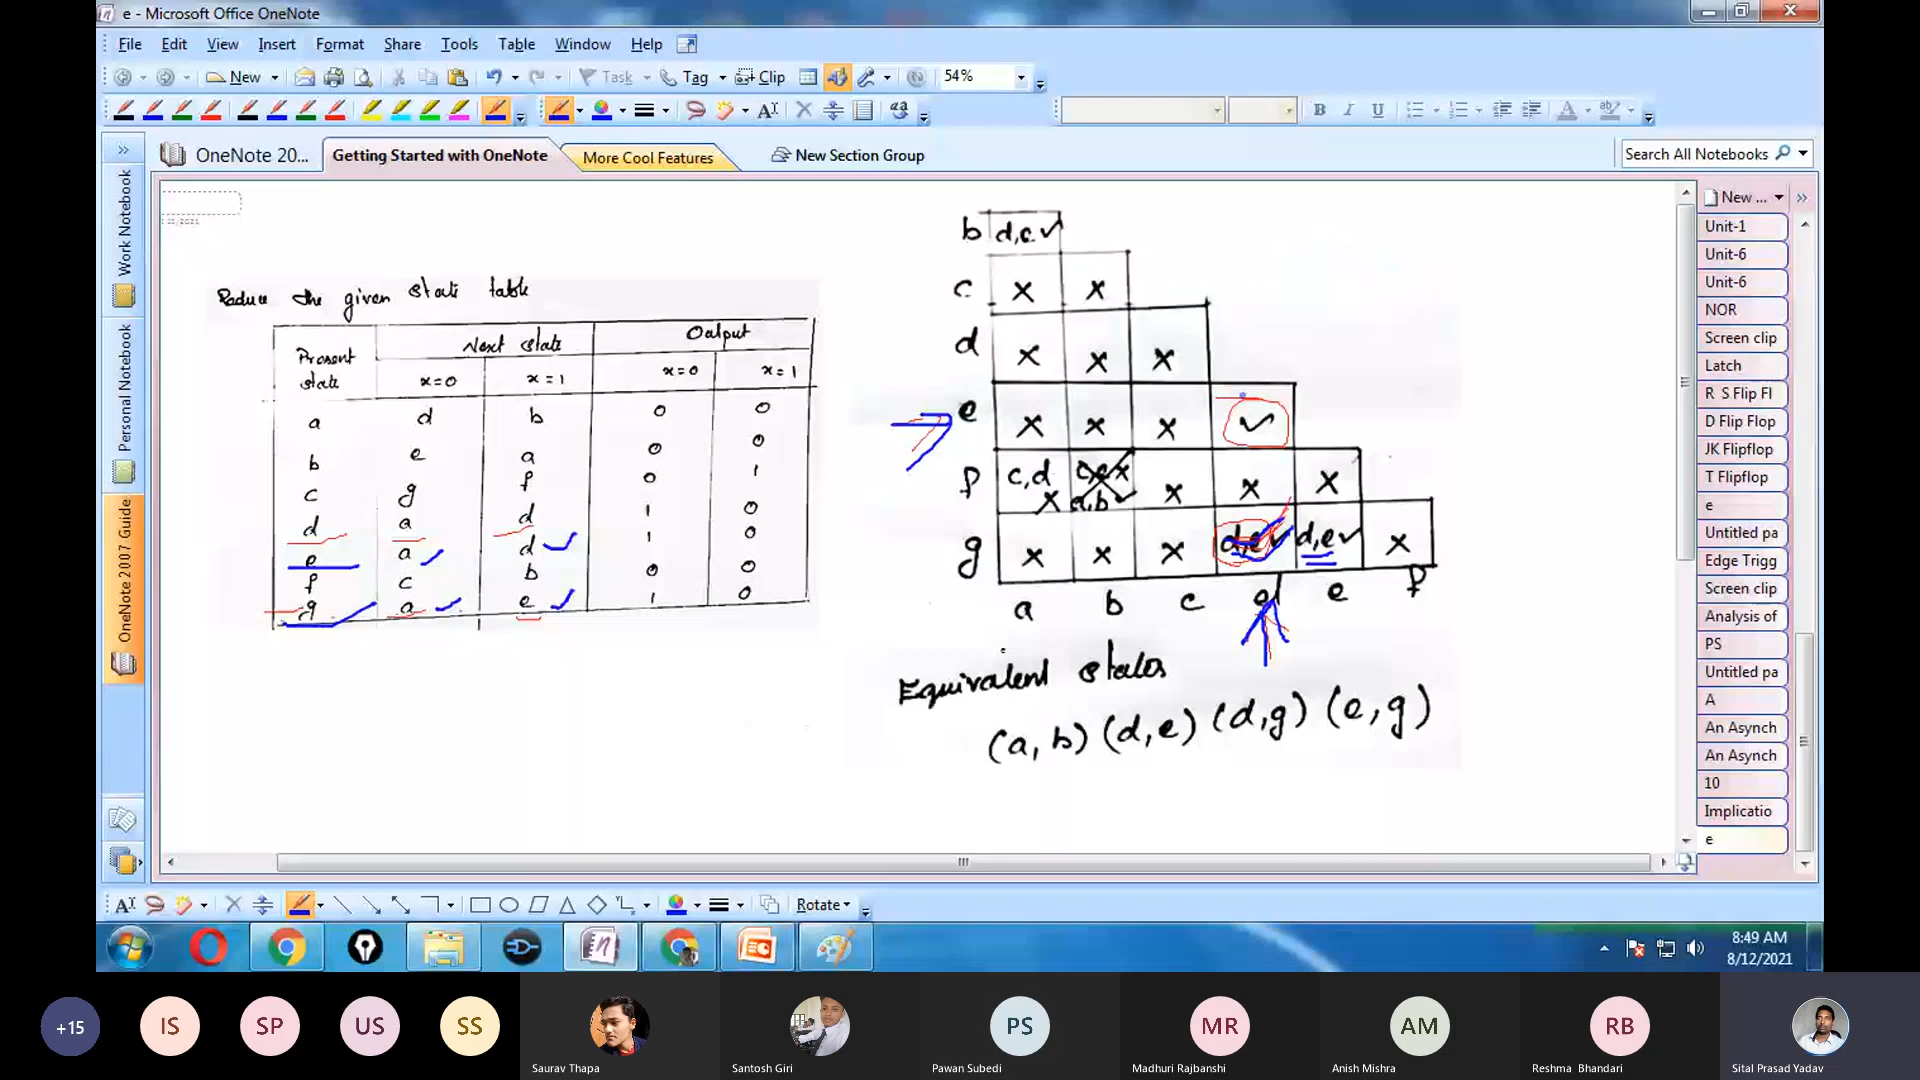 e - Microsoft Office OneNote
File Edit View Insert Format Share Tools Table Window Help
New Task Tag Clip 54%
B I U
OneNote 20... Getting Started with OneNote More Cool Features New Section Group Search All Notebooks
Work Notebook
Personal Notebook
OneNote 2007 Guide
New ...
Unit-1
Unit-6
Unit-6
NOR
Screen clip
Latch
R S Flip Fl
D Flip Flop
JK Flipflop
T Flipflop
e
Untitled pa
Edge Trigg
Screen clip
Analysis of
PS
Untitled pa
A
An Asynch
An Asynch
10
Implicatio
e
Reduce the given state table
Present state Next state Output
x=0 x=1 x=0 x=1
a d b 0 0
b e a 0 0
c g f 0 1
d a d 1 0
e a d 1 0
f c b 0 0
g a e 1 0
b d,e ✓
c x x
d x x x
e x x x ✓
f c,d x c,e x a,b ✓ x x x
g x x x d,e ✓ d,e ✓ x
a b c d e f
Equivalent states
(a, b) (d, e) (d, g) (e, g)
Rotate
8:49 AM
8/12/2021
+15 IS SP US SS PS MR AM RB
Saurav Thapa Santosh Giri Pawan Subedi Madhuri Rajbanshi Anish Mishra Reshma Bhandari Sital Prasad Yadav